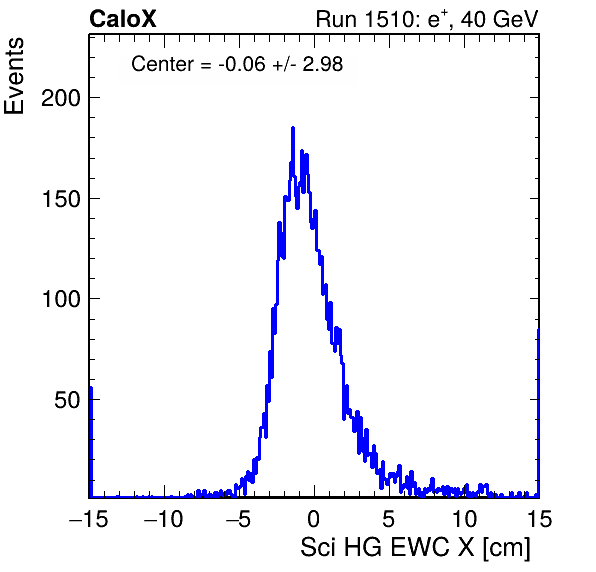 CaloX Run 1510: e+, 40 GeV
Center = -0.06 +/- 2.98
Events
200
150
100
50
−15 −10 −5 0 5 10 15
Sci HG EWC X [cm]